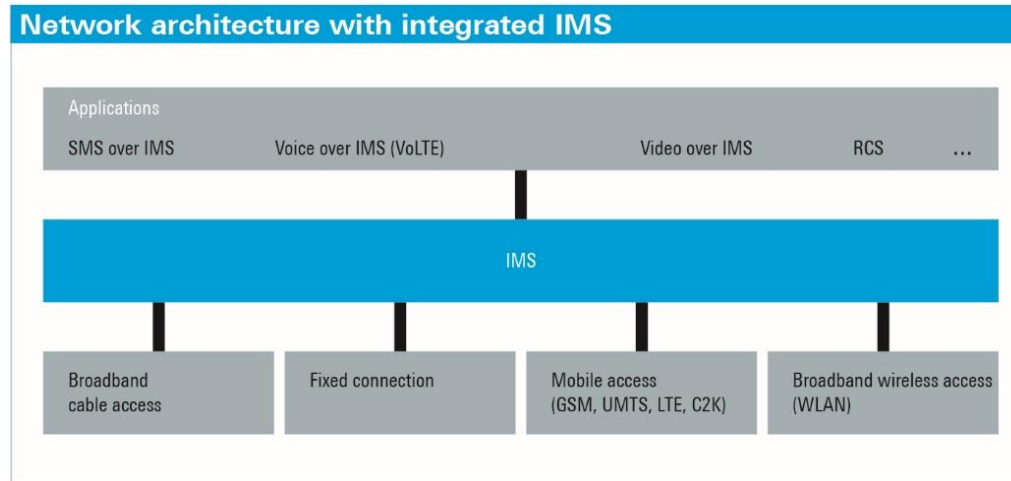 Network architecture with integrated IMS
Applications
SMS over IMS Voice over IMS (VoLTE) Video over IMS RCS ...
IMS
Broadband
cable access
Fixed connection
Mobile access
(GSM, UMTS, LTE, C2K)
Broadband wireless access
(WLAN)